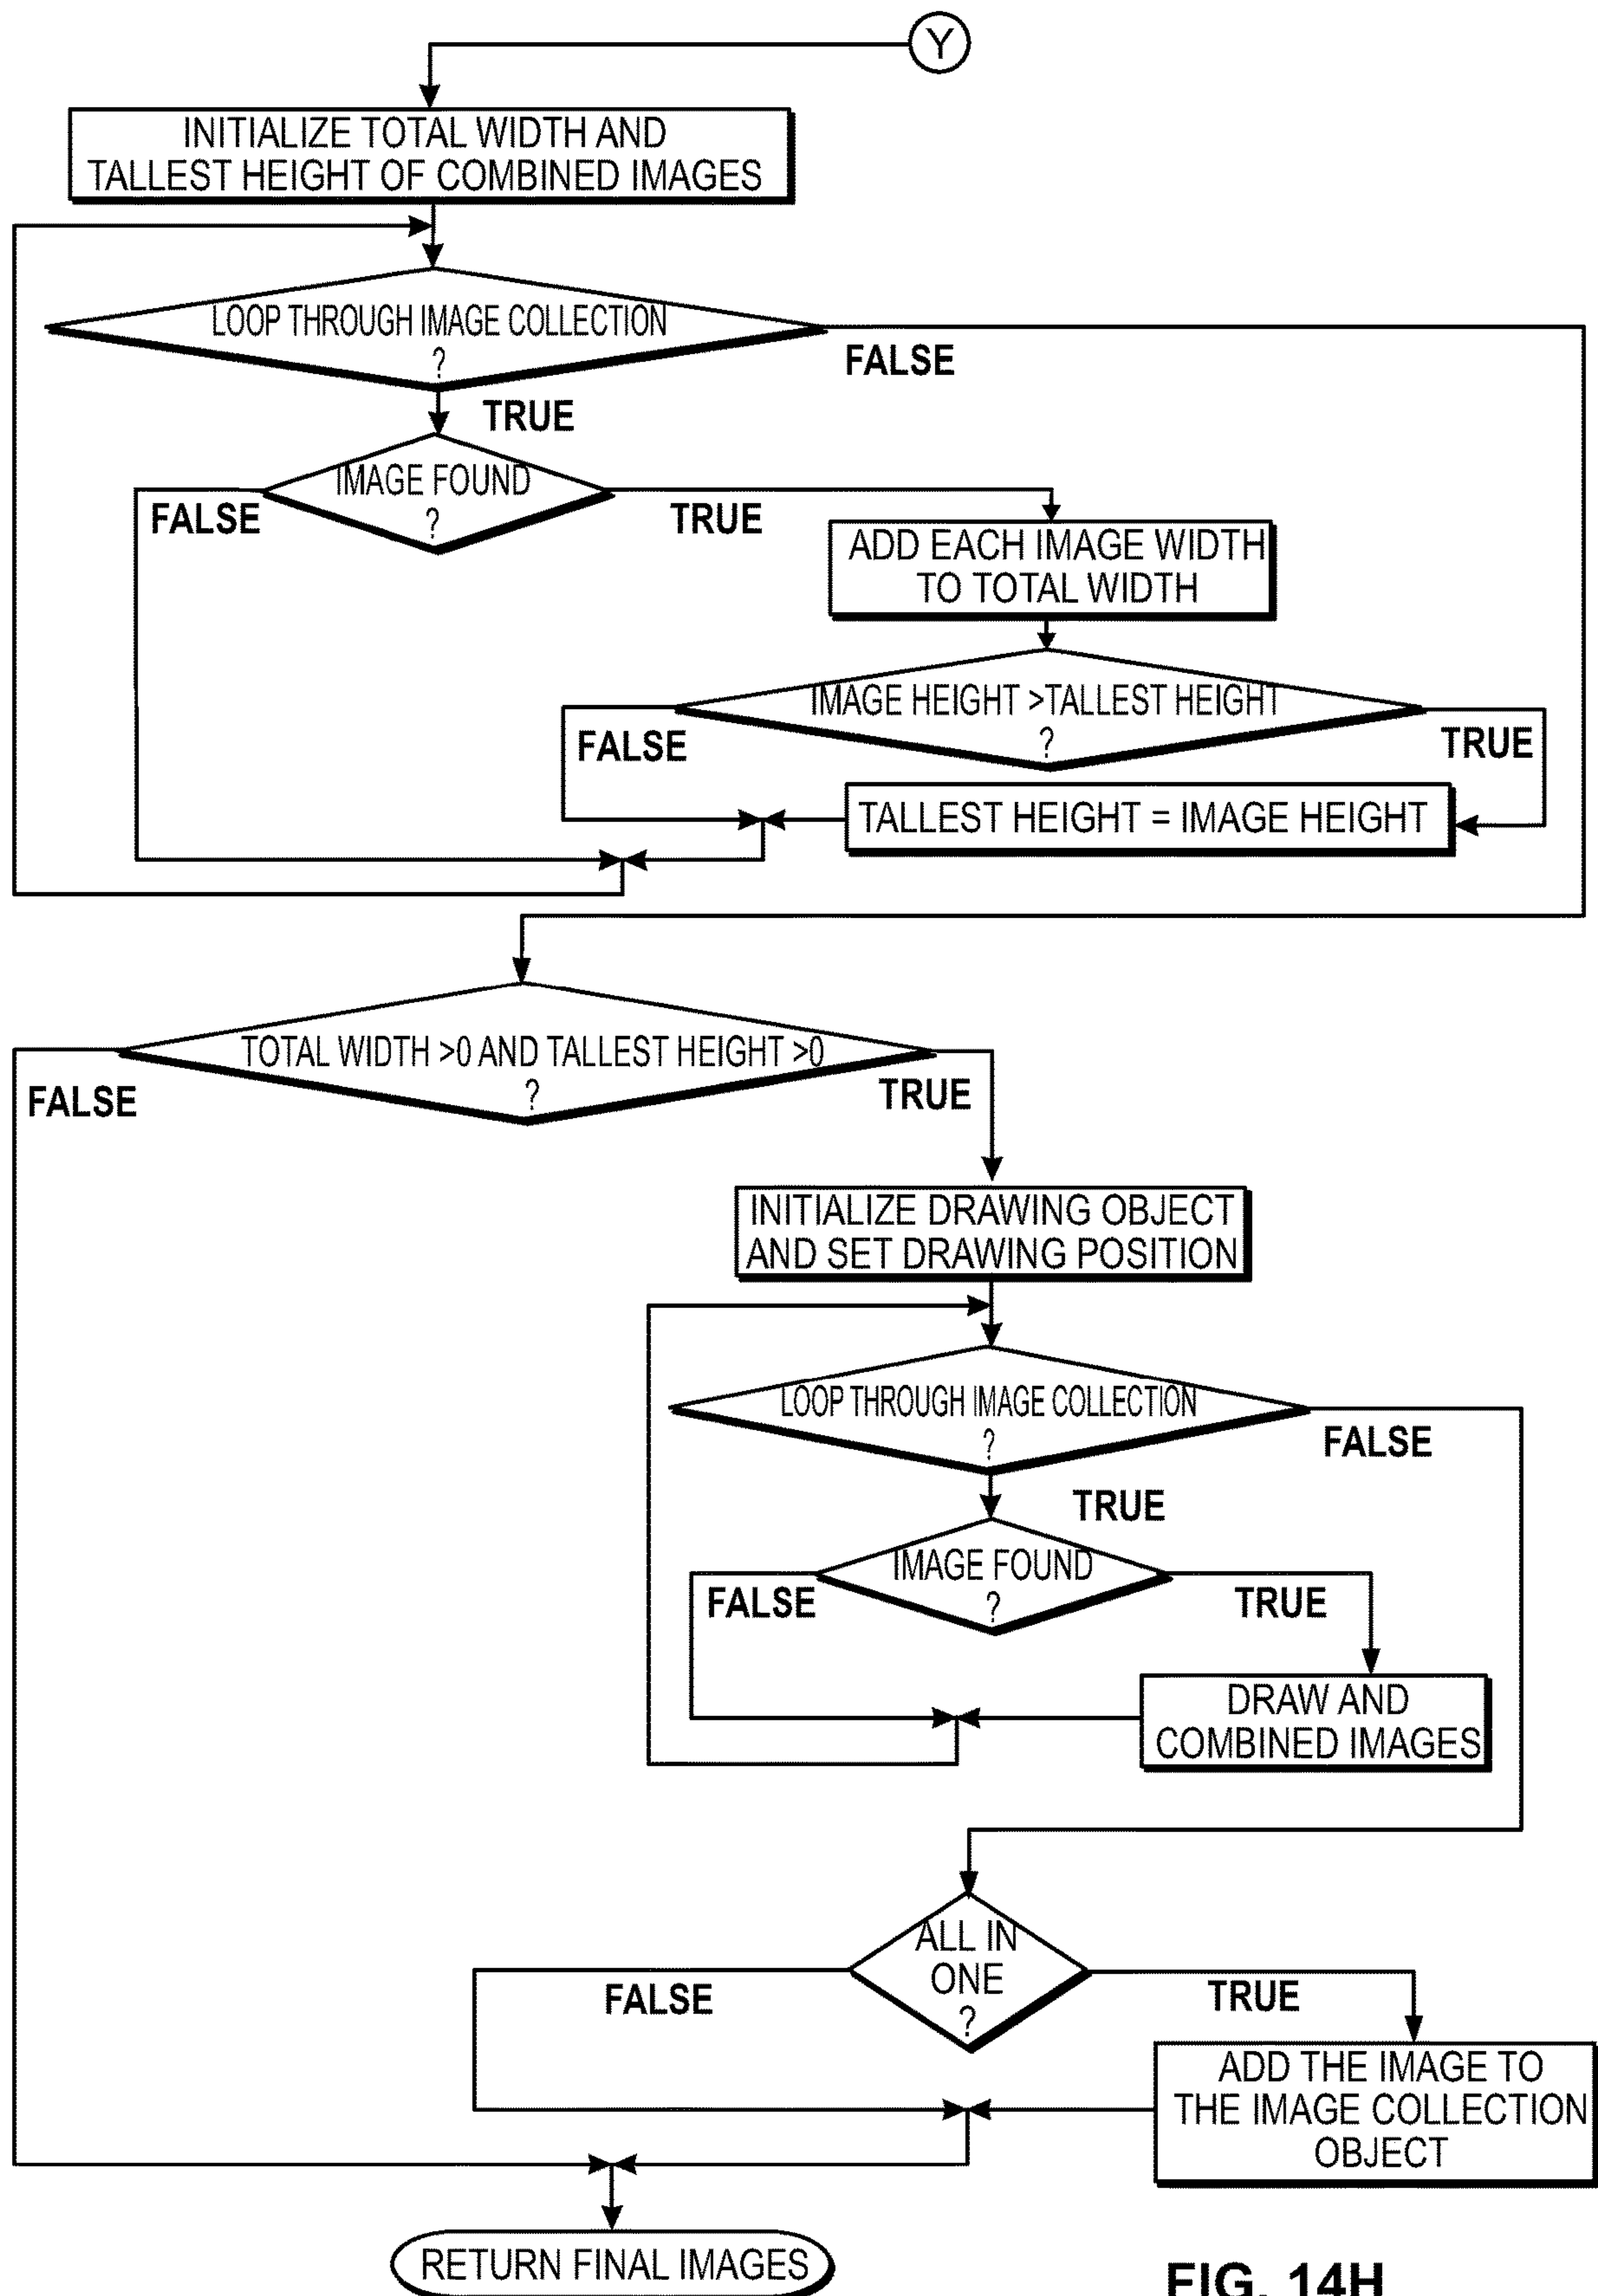 Y
INITIALIZE TOTAL WIDTH AND
TALLEST HEIGHT OF COMBINED IMAGES
LOOP THROUGH IMAGE COLLECTION
?
FALSE
TRUE
IMAGE FOUND
?
FALSE
TRUE
ADD EACH IMAGE WIDTH
TO TOTAL WIDTH
IMAGE HEIGHT >TALLEST HEIGHT
?
FALSE
TRUE
TALLEST HEIGHT = IMAGE HEIGHT
TOTAL WIDTH >0 AND TALLEST HEIGHT >0
?
FALSE
TRUE
INITIALIZE DRAWING OBJECT
AND SET DRAWING POSITION
LOOP THROUGH IMAGE COLLECTION
?
FALSE
TRUE
IMAGE FOUND
?
FALSE
TRUE
DRAW AND
COMBINED IMAGES
ALL IN
ONE
?
FALSE
TRUE
ADD THE IMAGE TO
THE IMAGE COLLECTION
OBJECT
RETURN FINAL IMAGES
FIG. 14H